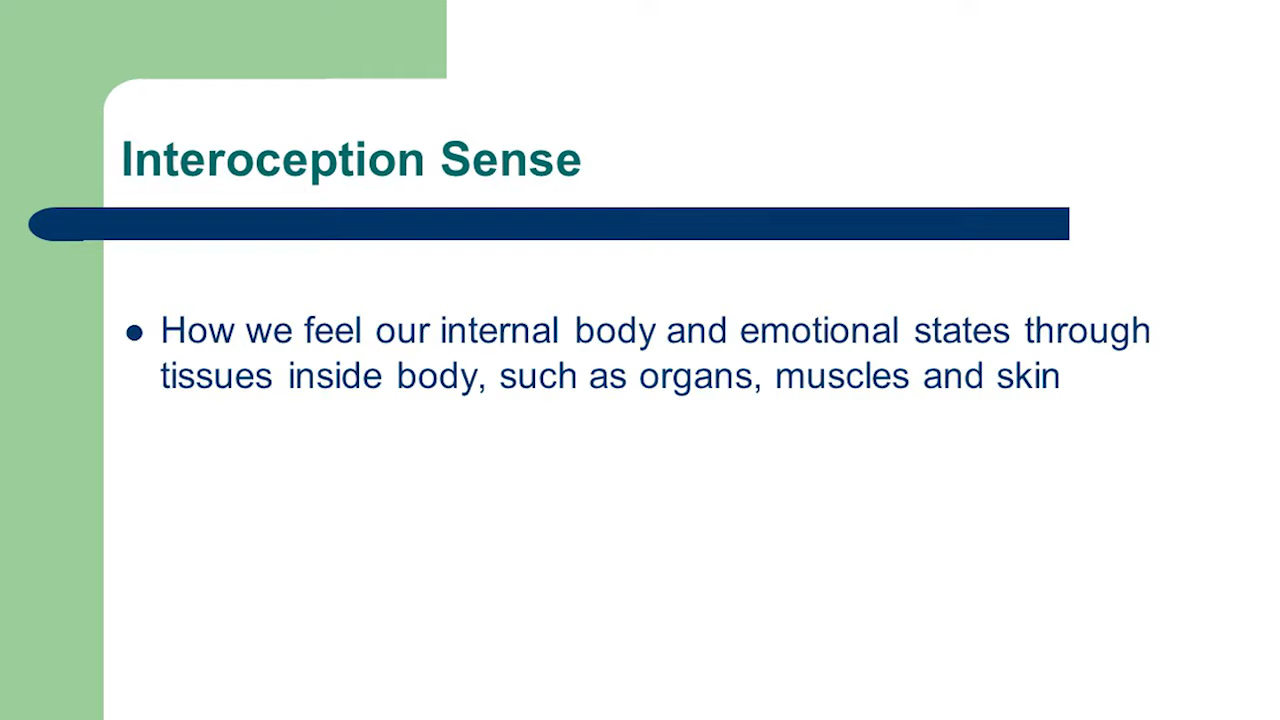 Interoception Sense
● How we feel our internal body and emotional states through
tissues inside body, such as organs, muscles and skin